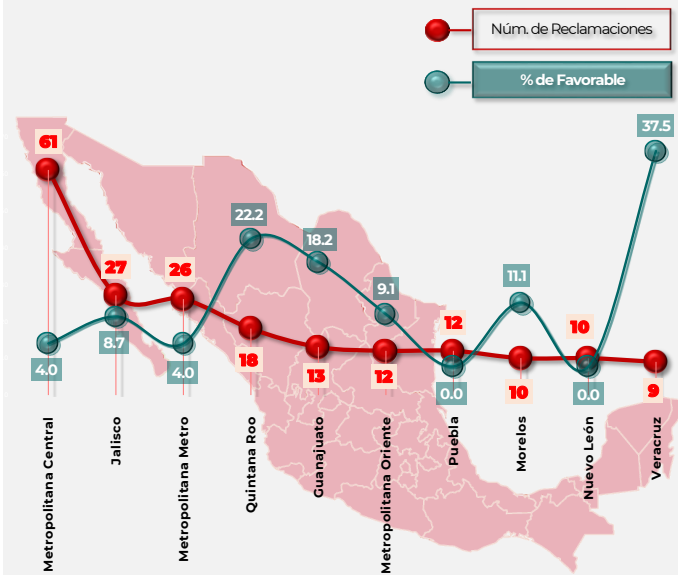 Núm. de Reclamaciones
% de Favorable
61
27
26
18
13
12
12
10
10
9
4.0
8.7
4.0
22.2
18.2
9.1
0.0
11.1
0.0
37.5
Metropolitana Central
Jalisco
Metropolitana Metro
Quintana Roo
Guanajuato
Metropolitana Oriente
Puebla
Morelos
Nuevo León
Veracruz